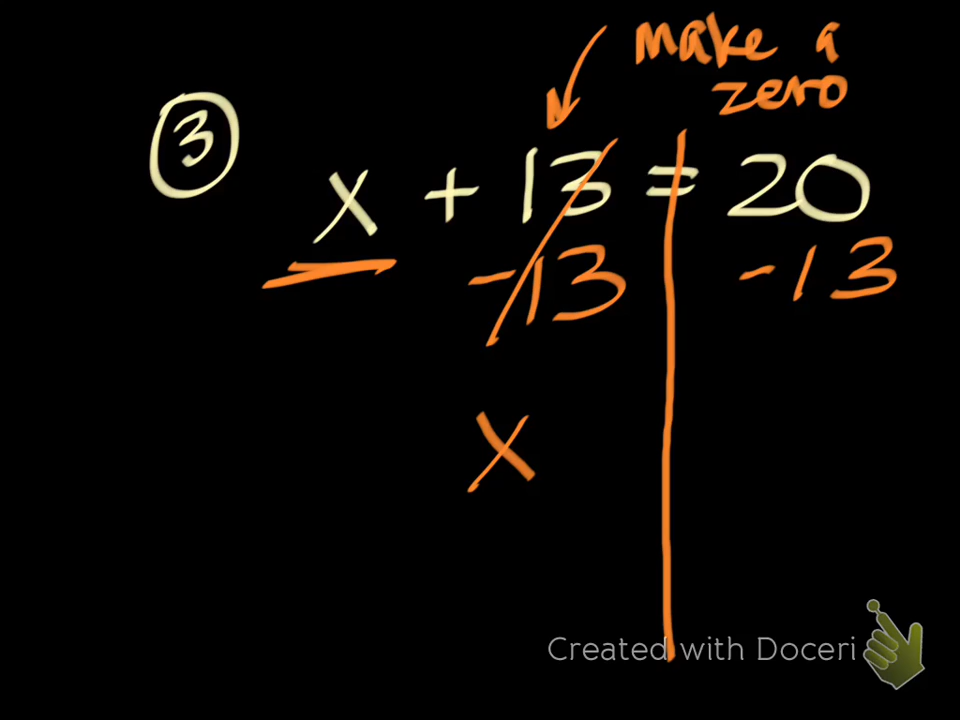 make a
zero
3 x + 13 = 20
-13 -13
x
Created with Doceri